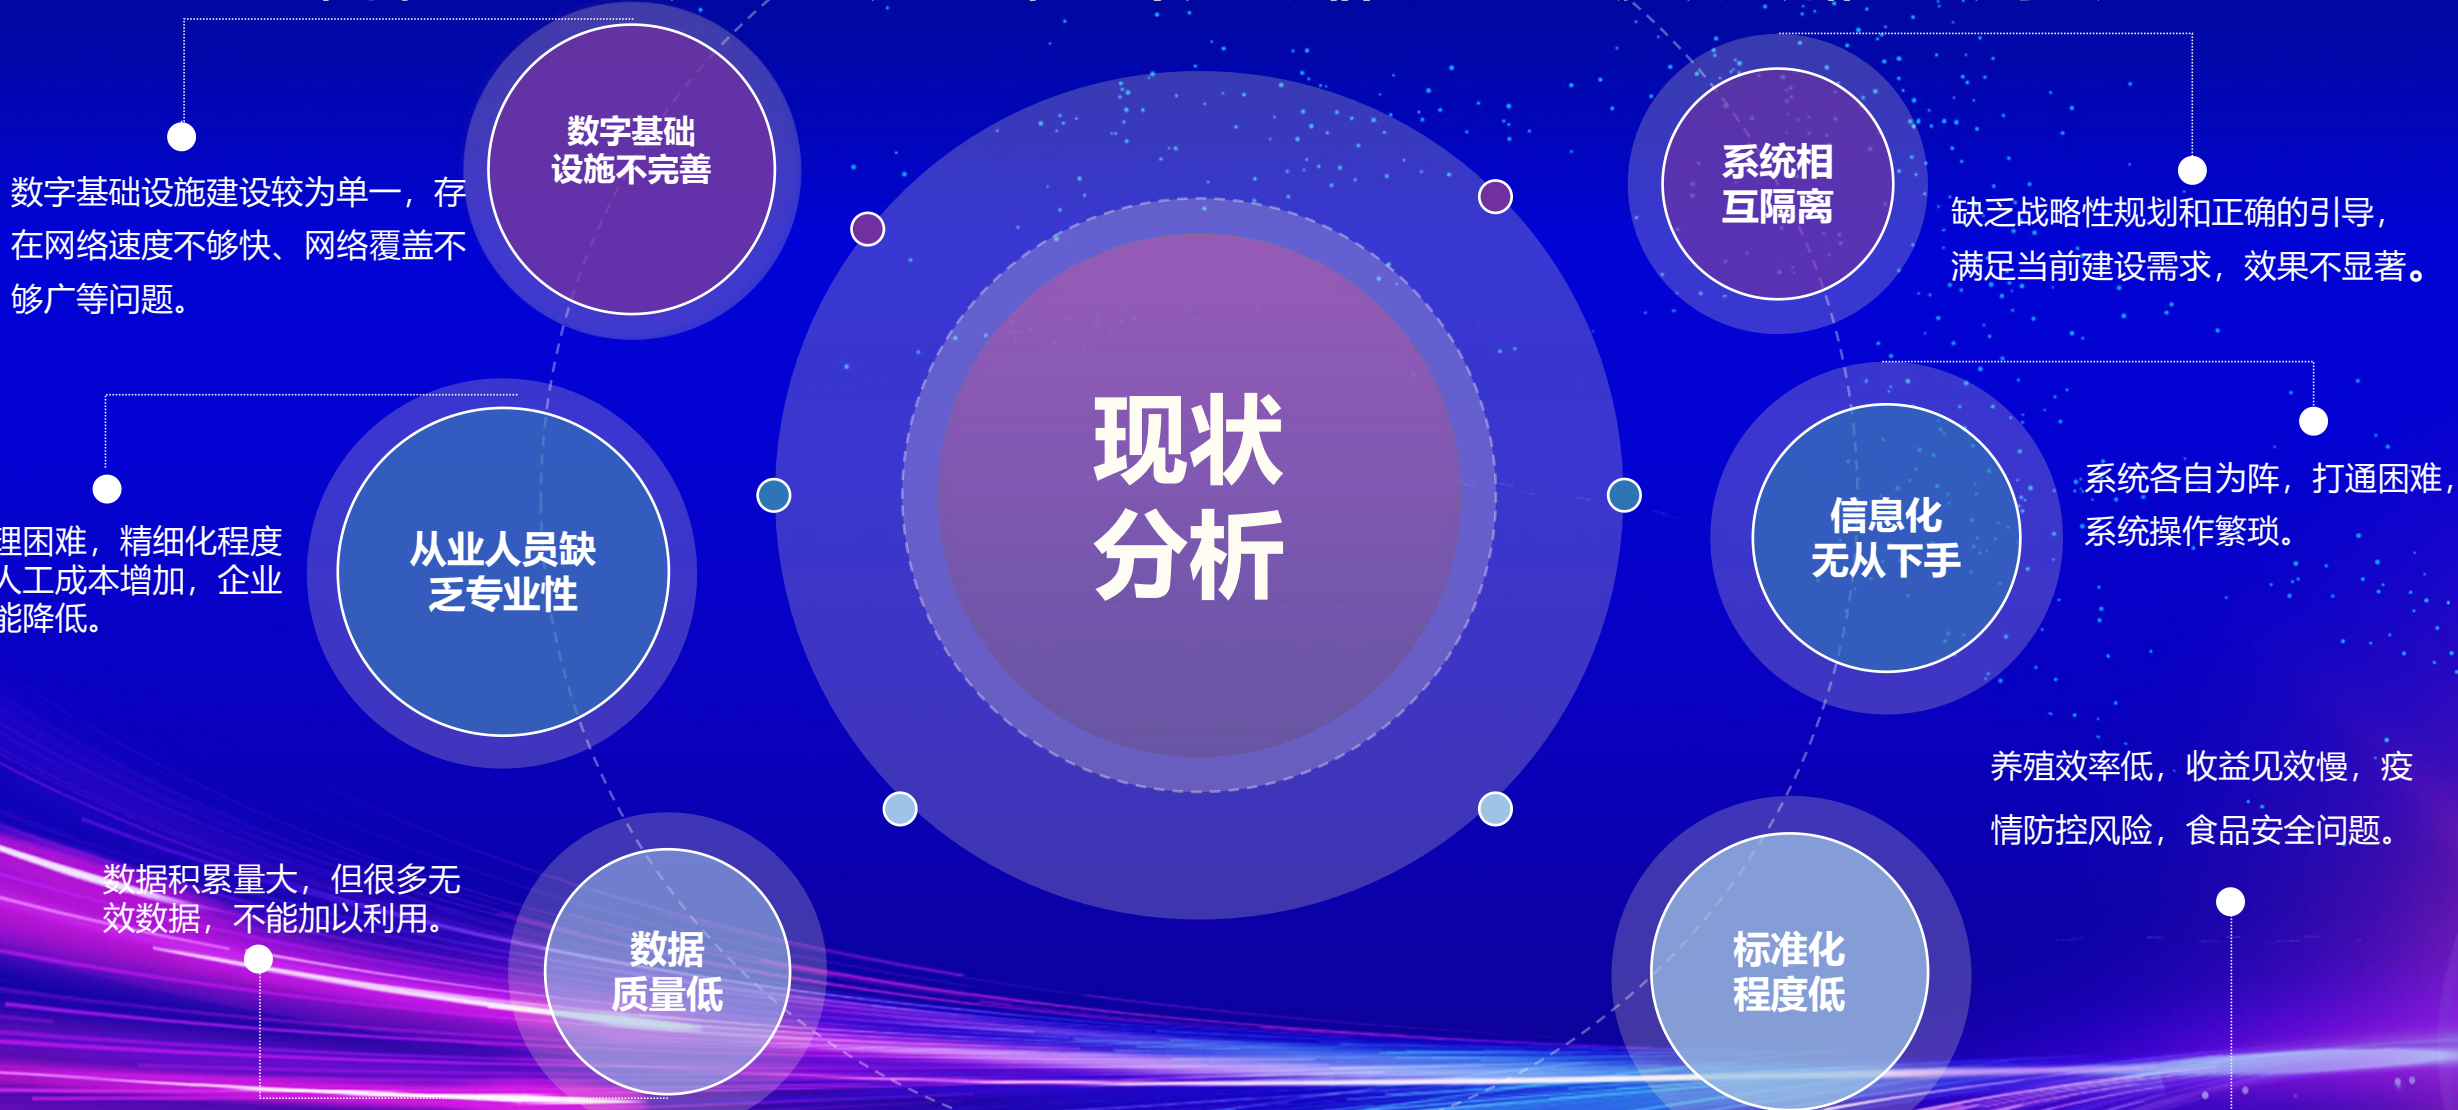 数字基础
设施不完善
数字基础设施建设较为单一，存
在网络速度不够快、网络覆盖不
够广等问题。
从业人员缺
乏专业性
理困难，精细化程度
人工成本增加，企业
能降低。
数据积累量大，但很多无
效数据，不能加以利用。
数据
质量低
现状
分析
系统相
互隔离
缺乏战略性规划和正确的引导，
满足当前建设需求，效果不显著。
信息化
无从下手
系统各自为阵，打通困难，
系统操作繁琐。
养殖效率低，收益见效慢，疫
情防控风险，食品安全问题。
标准化
程度低